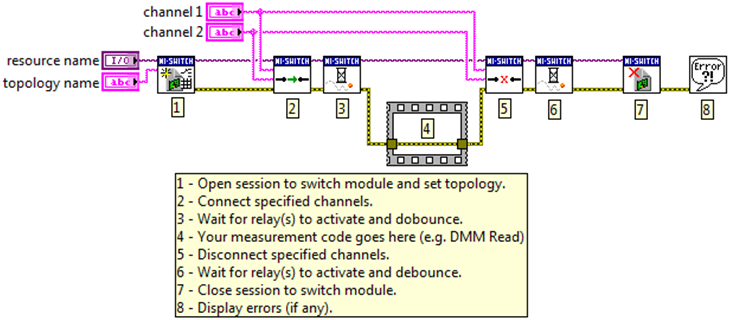 channel 1 abc
channel 2 abc
resource name I/O
topology name abc
NI-SWITCH NI-SWITCH NI-SWITCH NI-SWITCH NI-SWITCH NI-SWITCH Error ?!
1 2 3 4 5 6 7 8
1 - Open session to switch module and set topology.
2 - Connect specified channels.
3 - Wait for relay(s) to activate and dobounce.
4 - Your measurement code goes here (e.g. DMM Read)
5 - Disconnect specified channels.
6 - Wait for relay(s) to activate and debounce.
7 - Close session to switch module.
8 - Display errors (if any).